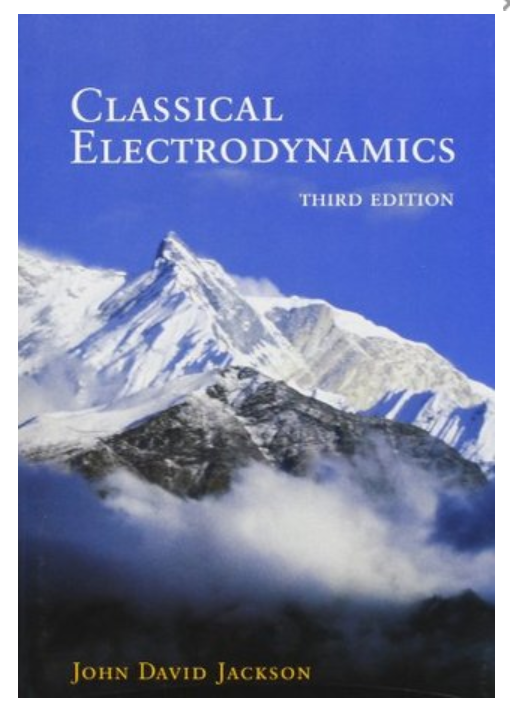 CLASSICAL
ELECTRODYNAMICS
THIRD EDITION
JOHN DAVID JACKSON